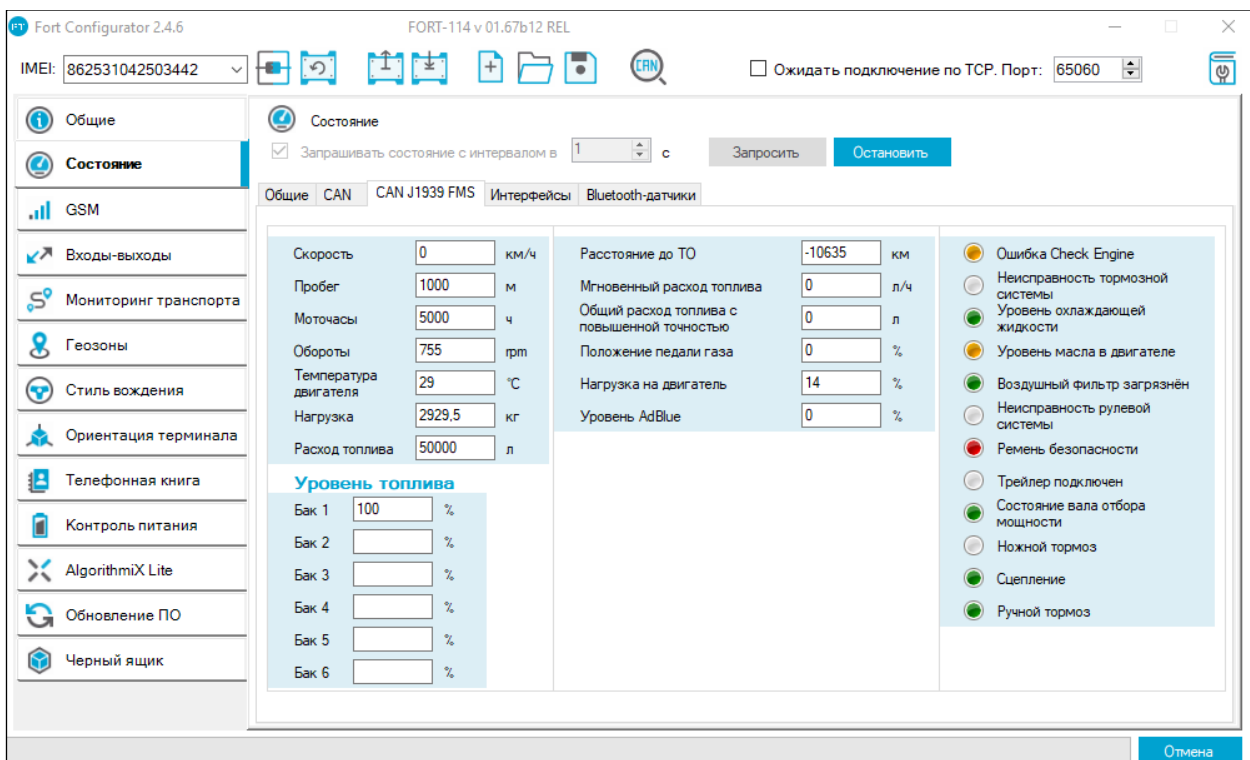 Fort Configurator 2.4.6 FORT-114 v 01.67b12 REL
IMEI: 862531042503442 CAN Ожидать подключение по TCP. Порт: 65060
Общие
Состояние
GSM
Входы-выходы
Мониторинг транспорта
Геозоны
Стиль вождения
Ориентация терминала
Телефонная книга
Контроль питания
AlgorithmiX Lite
Обновление ПО
Черный ящик
Состояние
Запрашивать состояние с интервалом в 1 с Запросить Остановить
Общие CAN CAN J1939 FMS Интерфейсы Bluetooth-датчики
Скорость 0 км/ч
Пробег 1000 м
Моточасы 5000 ч
Обороты 755 rpm
Температура
двигателя 29 °C
Нагрузка 2929,5 кг
Расход топлива 50000 л
Уровень топлива
Бак 1 100 %
Бак 2 %
Бак 3 %
Бак 4 %
Бак 5 %
Бак 6 %
Расстояние до ТО -10635 км
Мгновенный расход топлива 0 л/ч
Общий расход топлива с
повышенной точностью 0 л
Положение педали газа 0 %
Нагрузка на двигатель 14 %
Уровень AdBlue 0 %
Ошибка Check Engine
Неисправность тормозной
системы
Уровень охлаждающей
жидкости
Уровень масла в двигателе
Воздушный фильтр загрязнён
Неисправность рулевой
системы
Ремень безопасности
Трейлер подключен
Состояние вала отбора
мощности
Ножной тормоз
Сцепление
Ручной тормоз
Отмена